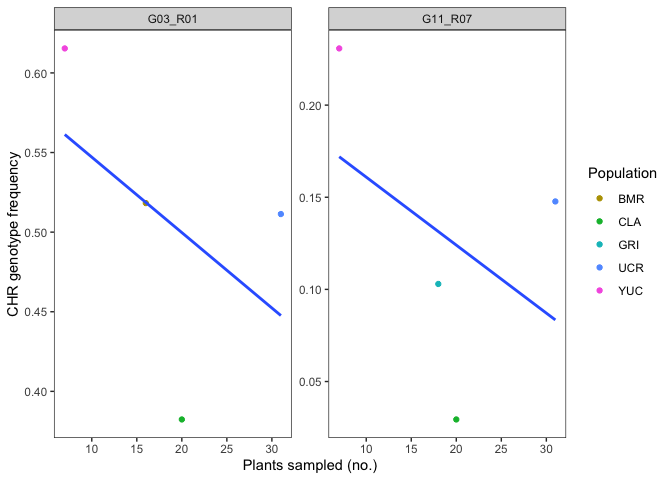 G03_R01
G11_R07
CHR genotype frequency
0.60
0.55
0.50
0.45
0.40
0.20
0.15
0.10
0.05
10 15 20 25 30
10 15 20 25 30
Plants sampled (no.)
Population
BMR
CLA
GRI
UCR
YUC